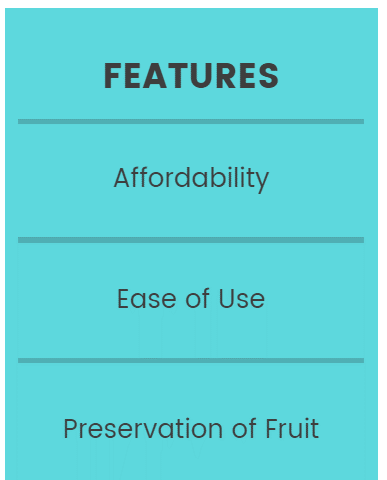 FEATURES
Affordability
Ease of Use
Preservation of Fruit